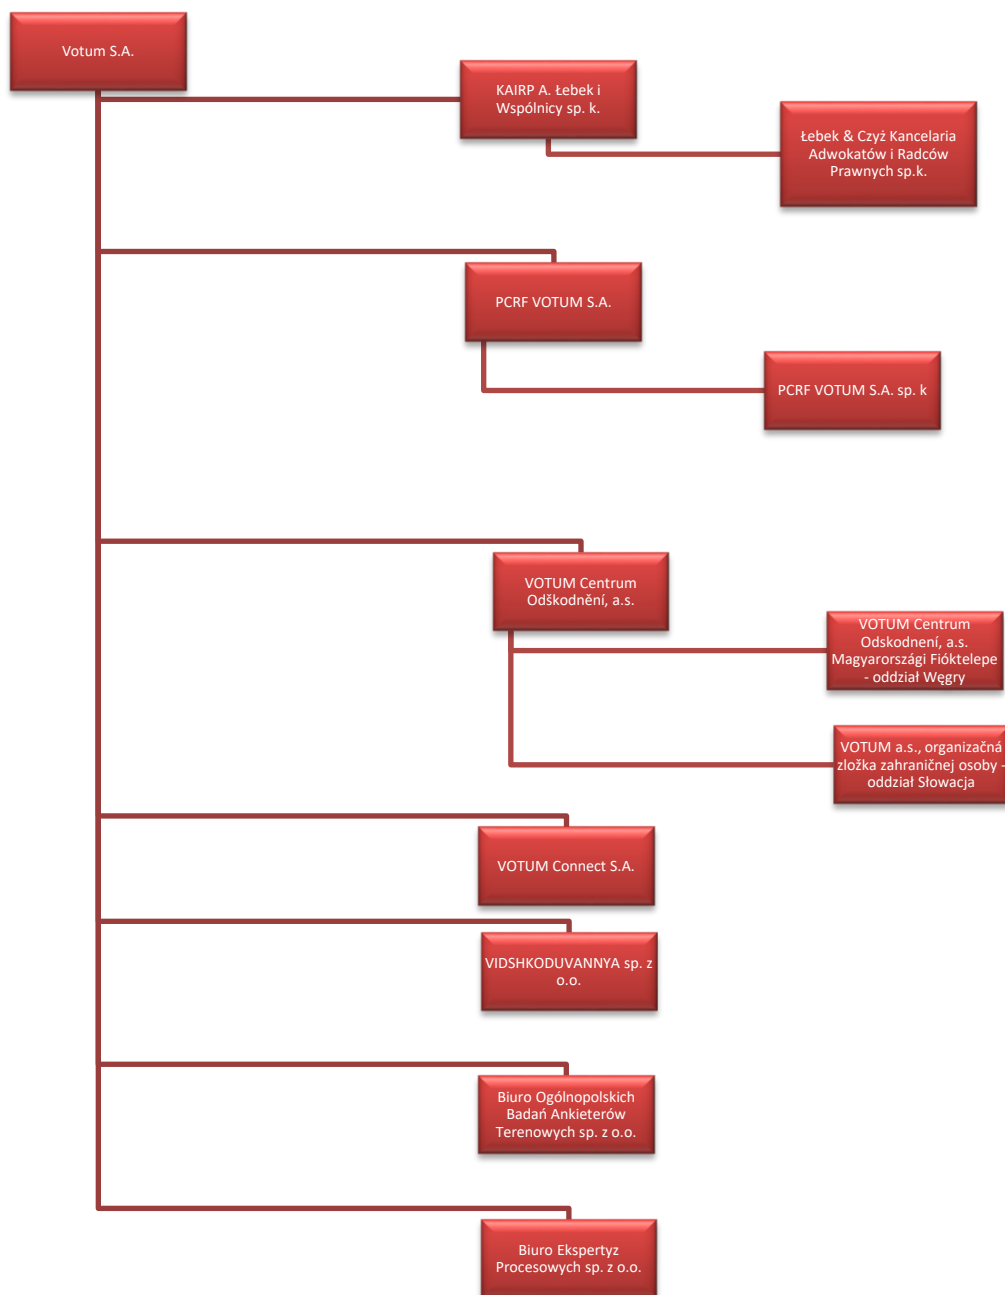 Votum S.A.
KAIRP A. Łebek i
Wspólnicy sp. k.
Łebek & Czyż Kancelaria
Adwokatów i Radców
Prawnych sp.k.
PCRF VOTUM S.A.
PCRF VOTUM S.A. sp. k
VOTUM Centrum
Odškodnění, a.s.
VOTUM Centrum
Odskodnení, a.s.
Magyarországi Fióktelepe
- oddział Węgry
VOTUM a.s., organizačná
zložka zahraničnej osoby -
oddział Słowacja
VOTUM Connect S.A.
VIDSHKODUVANNYA sp. z
o.o.
Biuro Ogólnopolskich
Badań Ankieterów
Terenowych sp. z o.o.
Biuro Ekspertyz
Procesowych sp. z o.o.